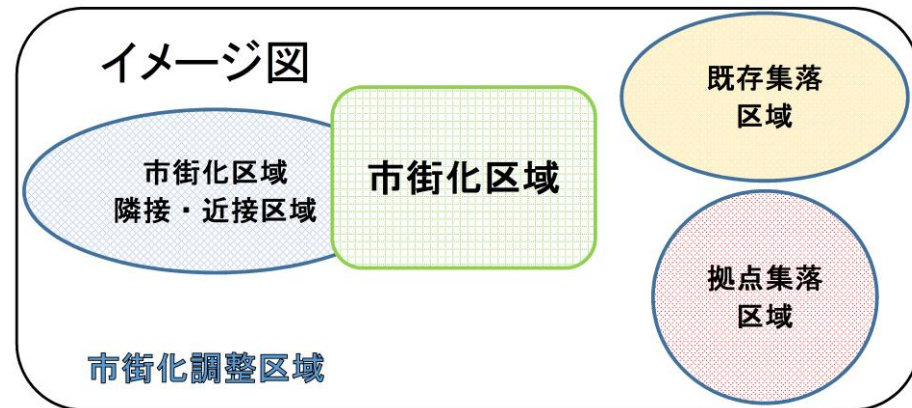 イメージ図
市街化区域
隣接・近接区域
市街化区域
既存集落
区域
拠点集落
区域
市街化調整区域